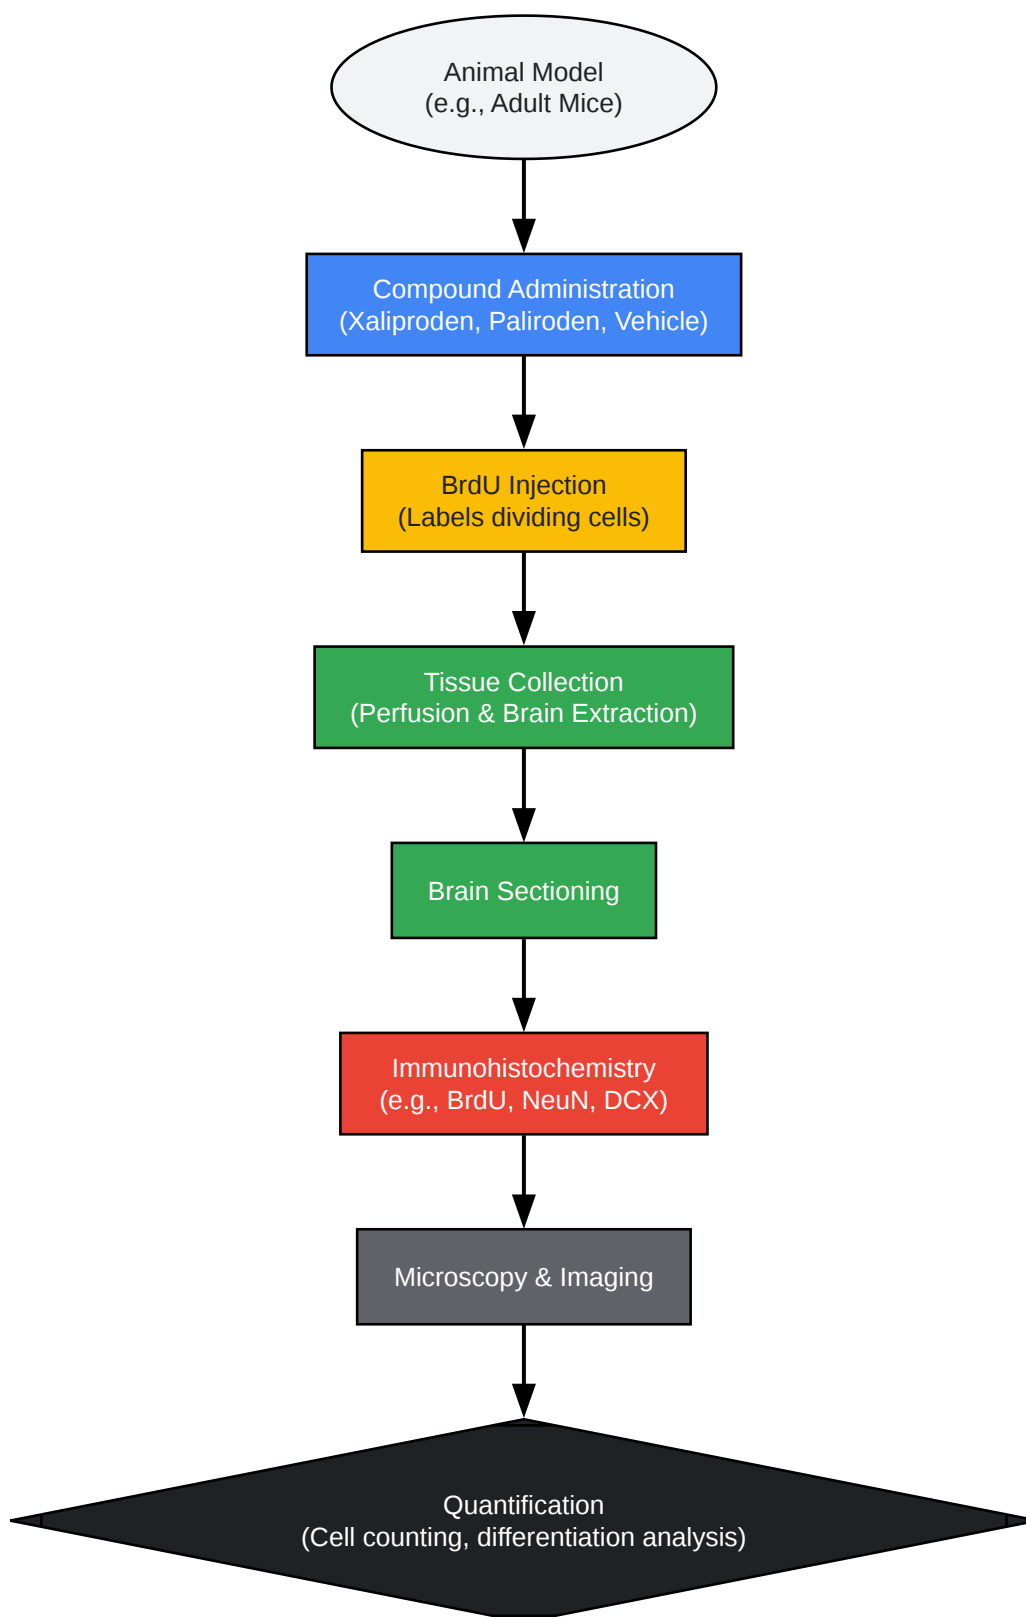 Animal Model
(e.g., Adult Mice)
Compound Administration
(Xaliproden, Paliroden, Vehicle)
BrdU Injection
(Labels dividing cells)
Tissue Collection
(Perfusion & Brain Extraction)
Brain Sectioning
Immunohistochemistry
(e.g., BrdU, NeuN, DCX)
Microscopy & Imaging
Quantification
(Cell counting, differentiation analysis)